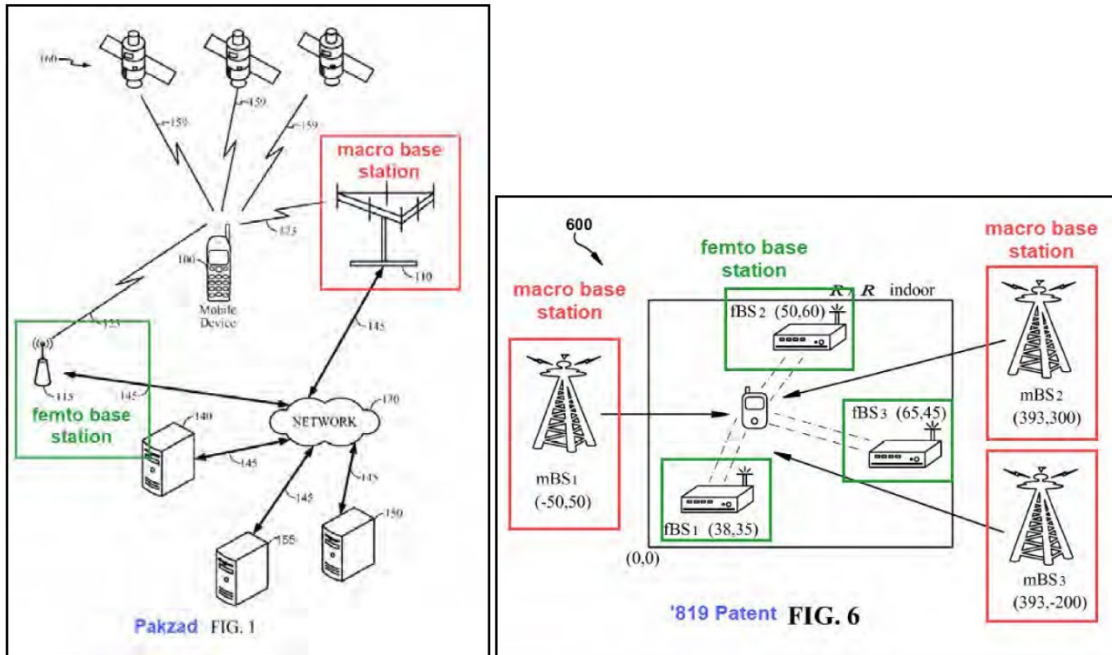 160
159
159
159
macro base
station
123
100
110
Mobile
Device
123
145
115
145
femto base
station
NETWORK
170
140
145
145
145
150
155
Pakzad FIG. 1
600
macro base
station
femto base
station
macro base
station
R x R indoor
fBS2 (50,60)
mBS1
(-50,50)
fBS3 (65,45)
mBS2
(393,300)
fBS1 (38,35)
(0,0)
mBS3
(393,-200)
'819 Patent FIG. 6